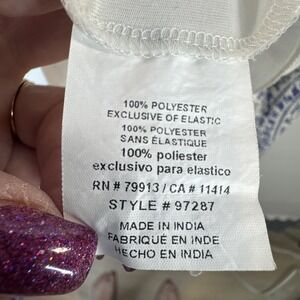 100% POLYESTER
EXCLUSIVE OF ELASTIC
100% POLYESTER
SANS ÉLASTIQUE
100% poliester
exclusivo para elastico
RN # 79913 / CA # 11414
STYLE # 97287
MADE IN INDIA
FABRIQUÉ EN INDE
HECHO EN INDIA